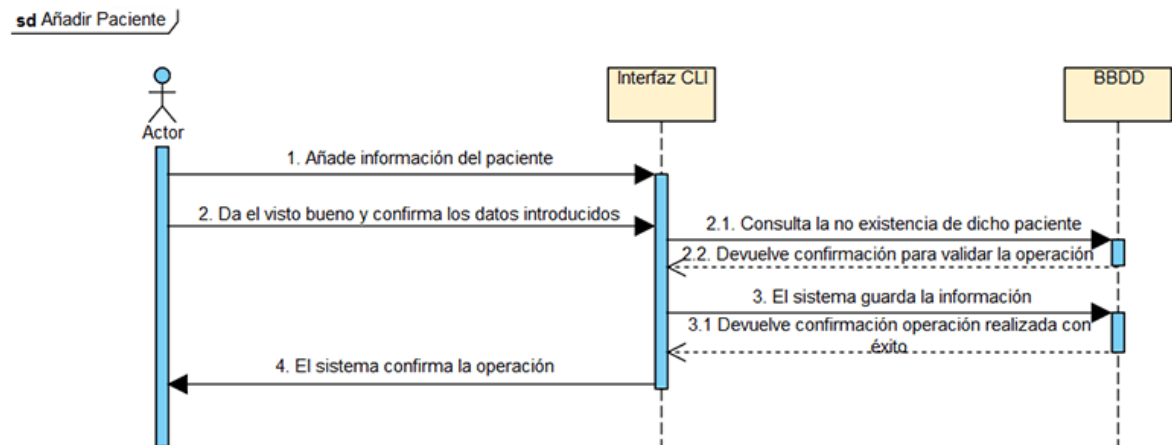 sd Añadir Paciente
Actor
Interfaz CLI
BBDD
1. Añade información del paciente
2. Da el visto bueno y confirma los datos introducidos
2.1. Consulta la no existencia de dicho paciente
2.2. Devuelve confirmación para validar la operación
3. El sistema guarda la información
3.1 Devuelve confirmación operación realizada con
éxito
4. El sistema confirma la operación